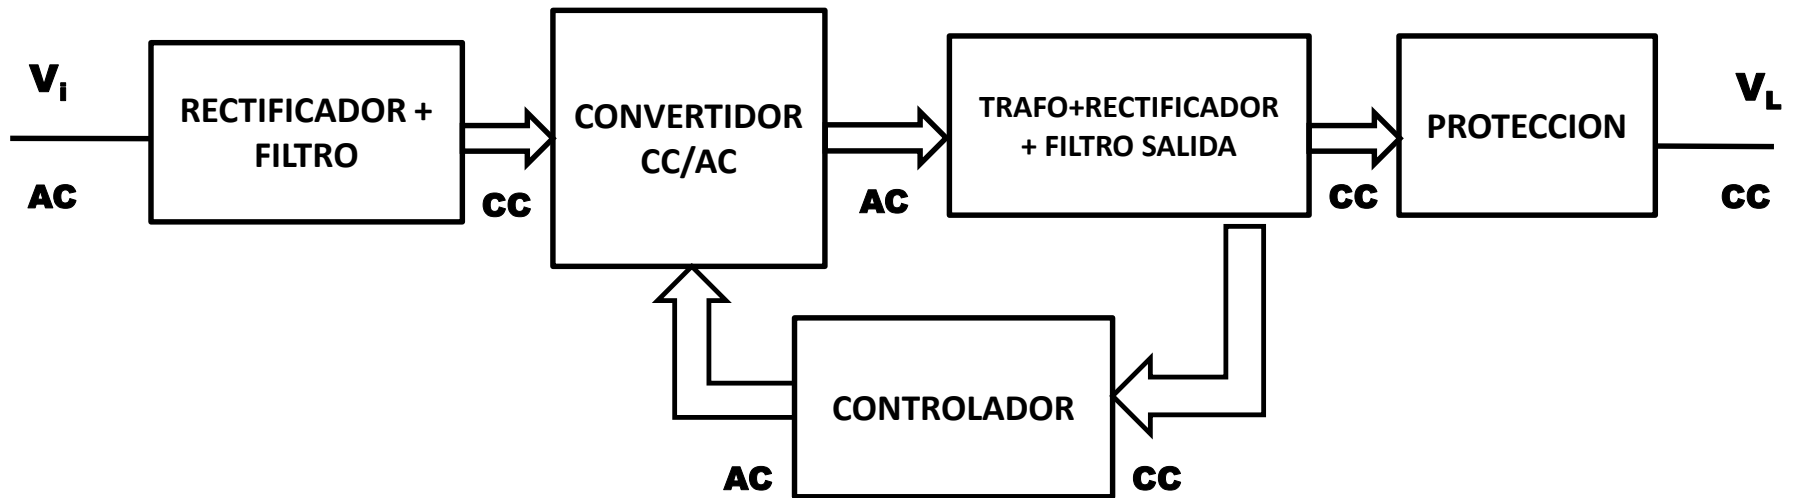 Vi
AC
RECTIFICADOR +
FILTRO
CC
CONVERTIDOR
CC/AC
AC
TRAFO+RECTIFICADOR
+ FILTRO SALIDA
CC
PROTECCION
VL
CC
CONTROLADOR
AC
CC